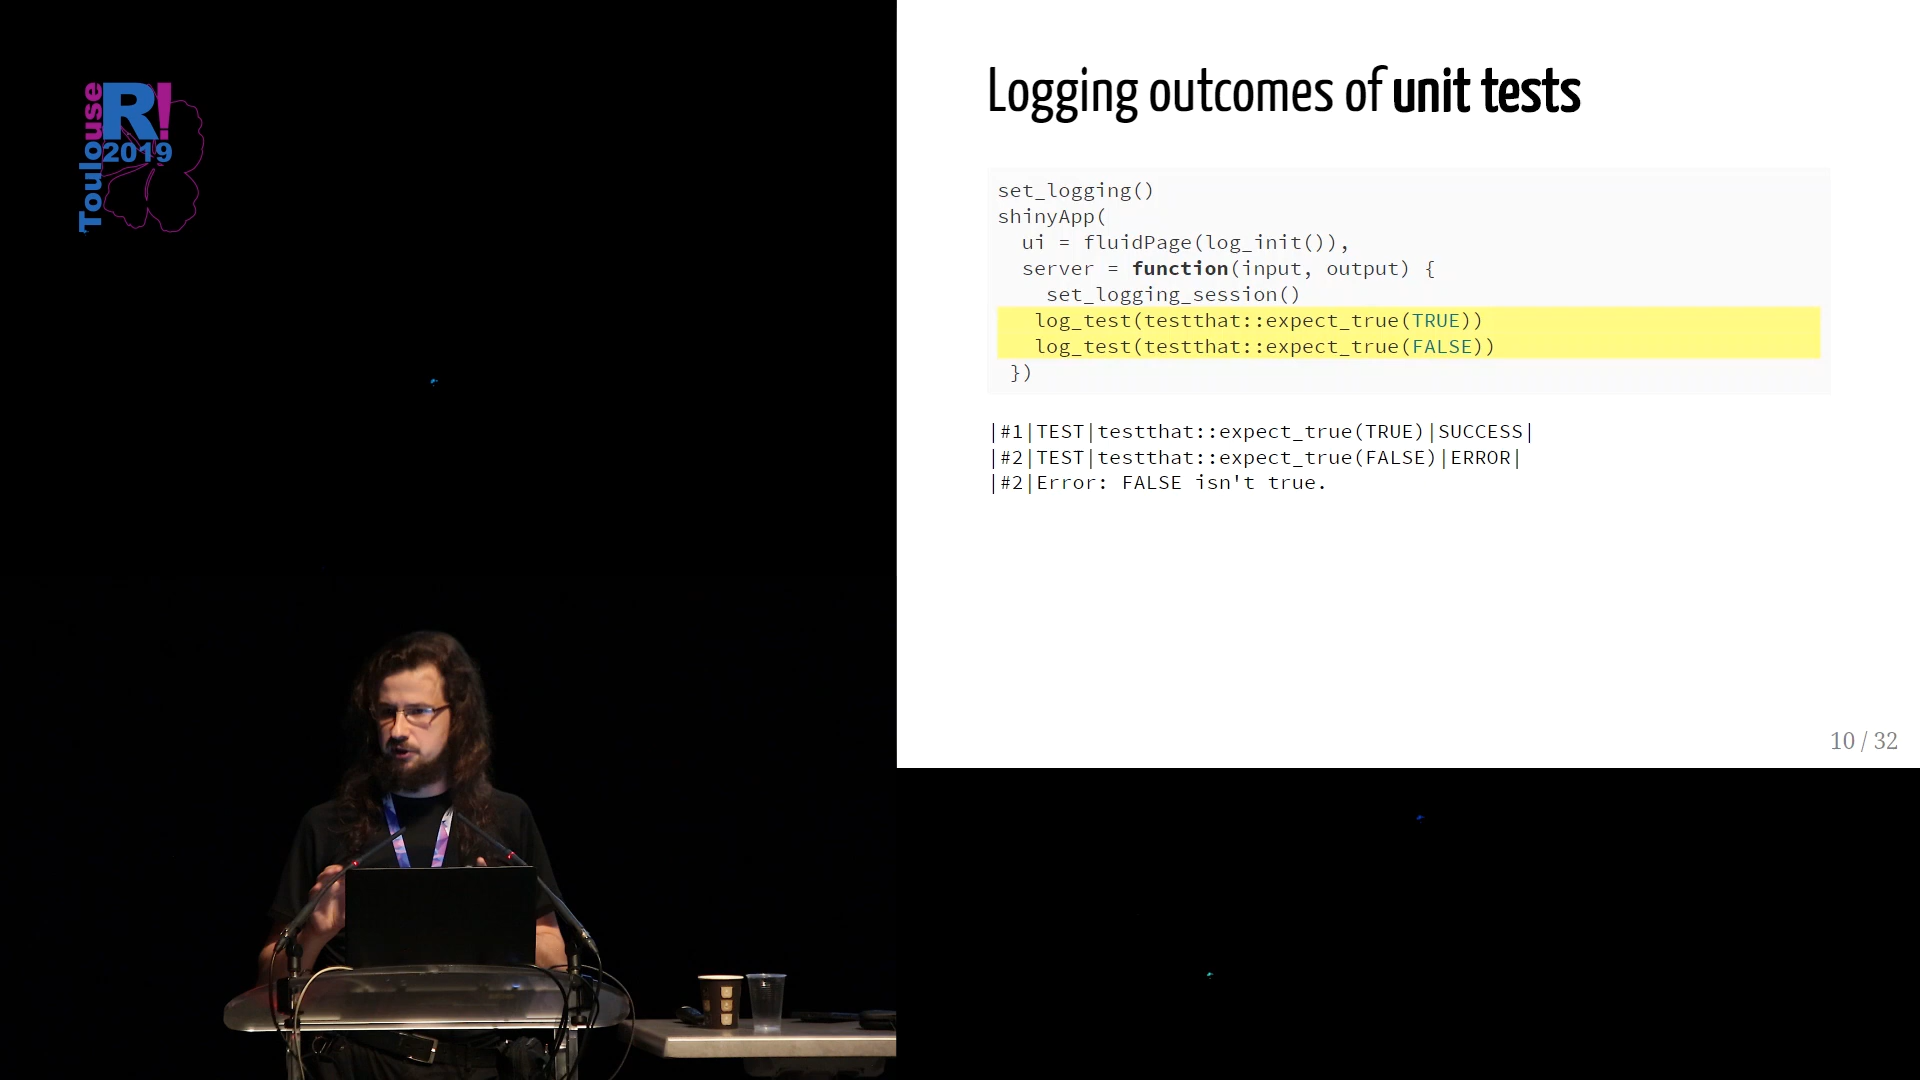 Toulouse
R!
2019
Logging outcomes of unit tests
set_logging()
shinyApp(
  ui = fluidPage(log_init()),
  server = function(input, output) {
    set_logging_session()
   log_test(testthat::expect_true(TRUE))
   log_test(testthat::expect_true(FALSE))
 })
|#1|TEST|testthat::expect_true(TRUE)|SUCCESS|
|#2|TEST|testthat::expect_true(FALSE)|ERROR|
|#2|Error: FALSE isn't true.
10 / 32